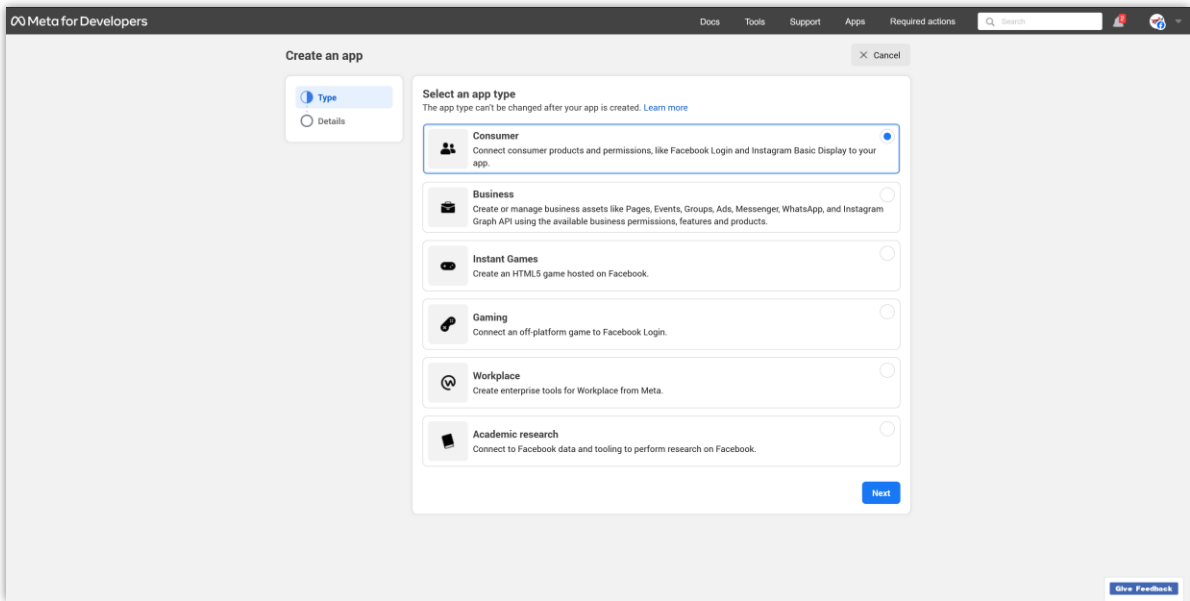 Meta for Developers
Docs
Tools
Support
Apps
Required actions
Search
2
Create an app
Cancel
Type
Details
Select an app type
The app type can't be changed after your app is created. Learn more
Consumer
Connect consumer products and permissions, like Facebook Login and Instagram Basic Display to your
app.
Business
Create or manage business assets like Pages, Events, Groups, Ads, Messenger, WhatsApp, and Instagram
Graph API using the available business permissions, features and products.
Instant Games
Create an HTML5 game hosted on Facebook.
Gaming
Connect an off-platform game to Facebook Login.
Workplace
Create enterprise tools for Workplace from Meta.
Academic research
Connect to Facebook data and tooling to perform research on Facebook.
Next
Give Feedback